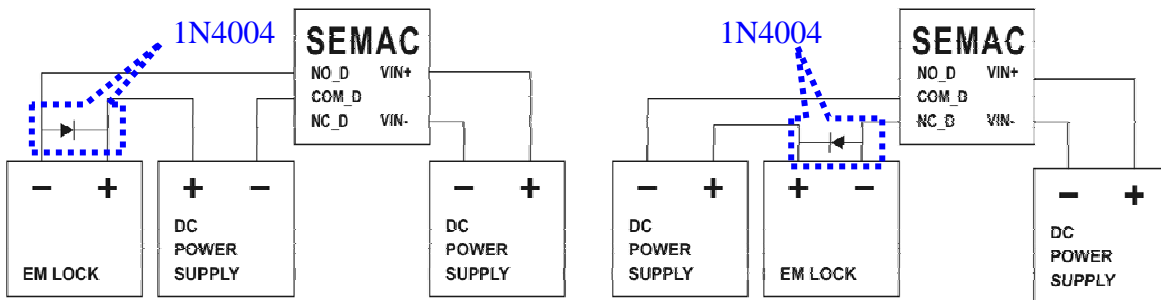 1N4004
SEMAC
NO_D VIN+
COM_D
NC_D VIN-
− +
EM LOCK
+ −
DC
POWER
SUPPLY
− +
DC
POWER
SUPPLY
1N4004
SEMAC
NO_D VIN+
COM_D
NC_D VIN-
− +
DC
POWER
SUPPLY
+ −
EM LOCK
− +
DC
POWER
SUPPLY